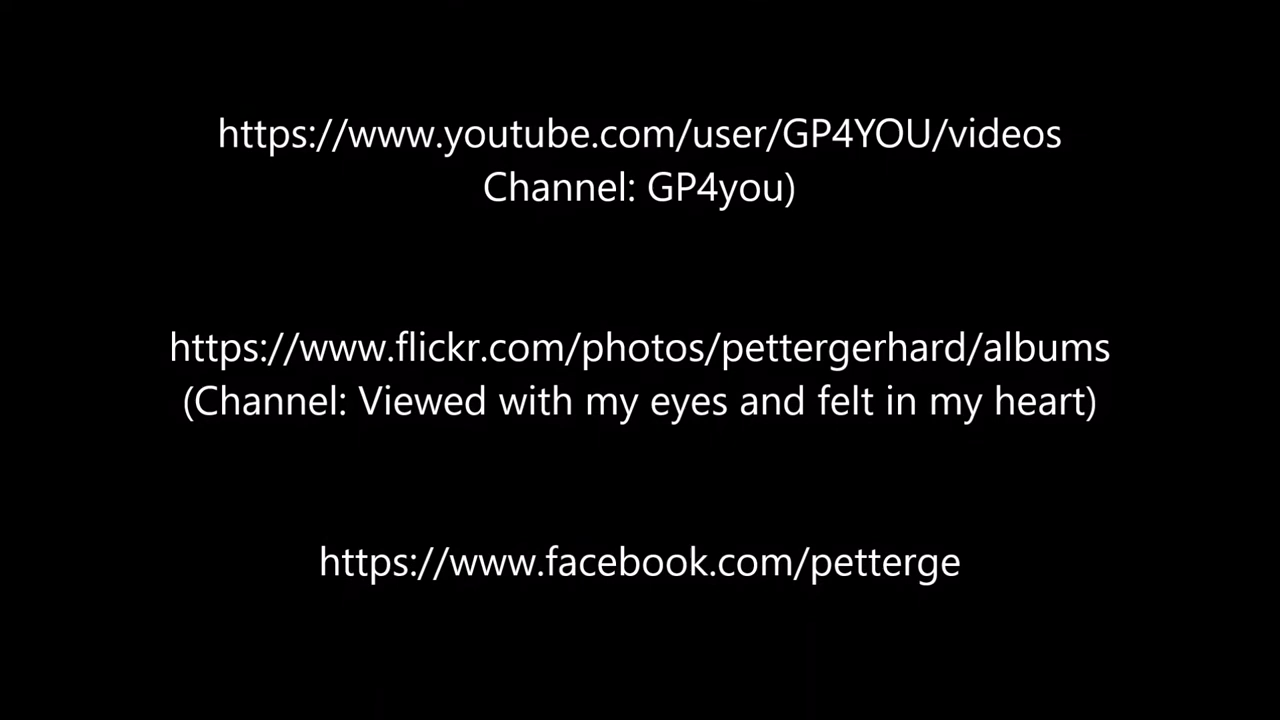 https://www.youtube.com/user/GP4YOU/videos
Channel: GP4you)
https://www.flickr.com/photos/pettergerhard/albums
(Channel: Viewed with my eyes and felt in my heart)
https://www.facebook.com/petterge